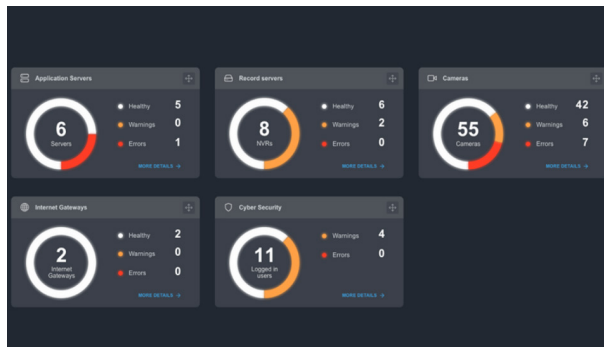 Application Servers
6
Servers
Healthy 5
Warnings 0
Errors 1
MORE DETAILS
Record servers
8
NVRs
Healthy 6
Warnings 2
Errors 0
MORE DETAILS
Cameras
55
Cameras
Healthy 42
Warnings 6
Errors 7
MORE DETAILS
Internet Gateways
2
Internet
Gateways
Healthy 2
Warnings 0
Errors 0
MORE DETAILS
Cyber Security
11
Logged in
users
Warnings 4
Errors 0
MORE DETAILS